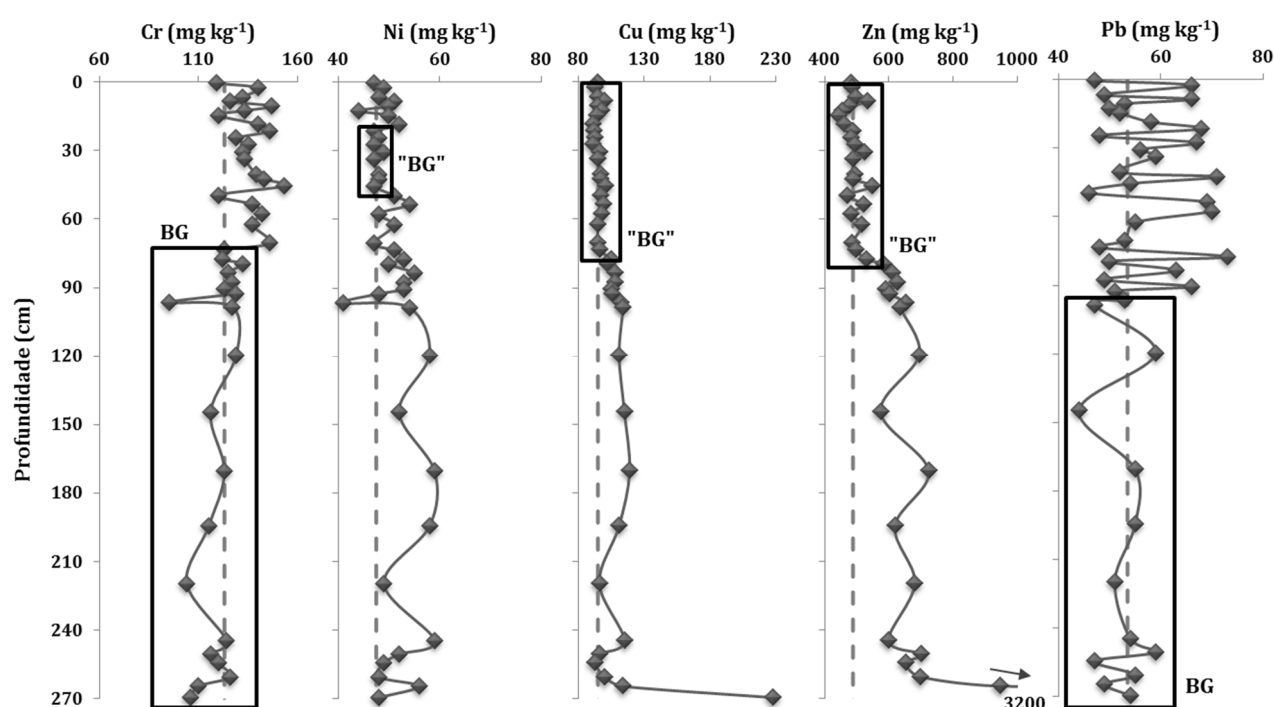 Cr (mg kg⁻¹) Ni (mg kg⁻¹) Cu (mg kg⁻¹) Zn (mg kg⁻¹) Pb (mg kg⁻¹)
60 110 160 40 60 80 80 130 180 230 400 600 800 1000 40 60 80
0
30
"BG"
60
BG "BG" "BG"
90
Profundidade (cm)
120
150
180
210
240
BG
270
3200